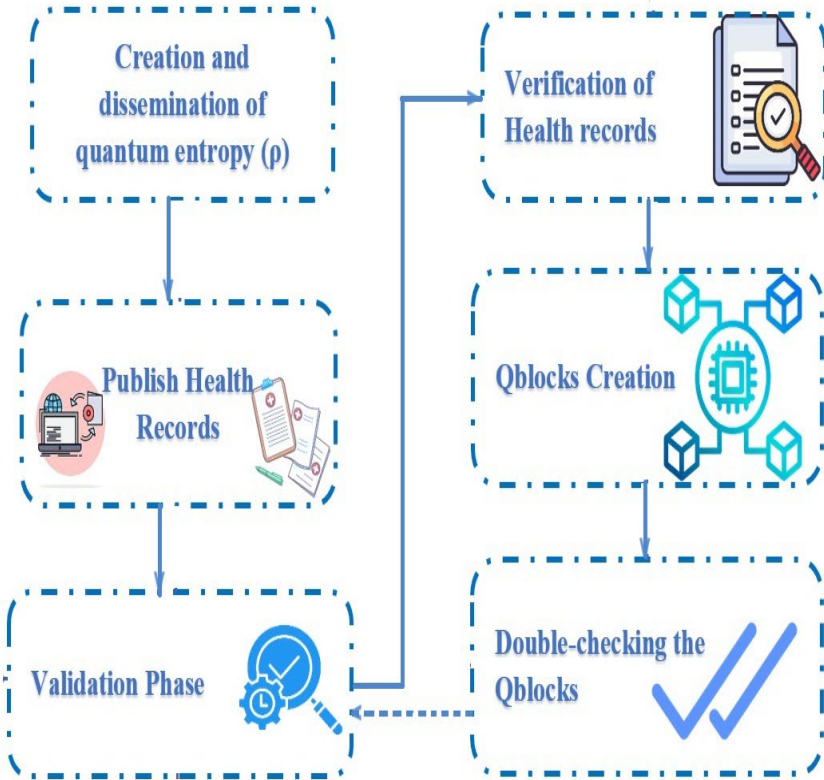 Creation and
dissemination of
quantum entropy (ρ)
Publish Health
Records
Validation Phase
Verification of
Health records
Qblocks Creation
Double-checking the
Qblocks